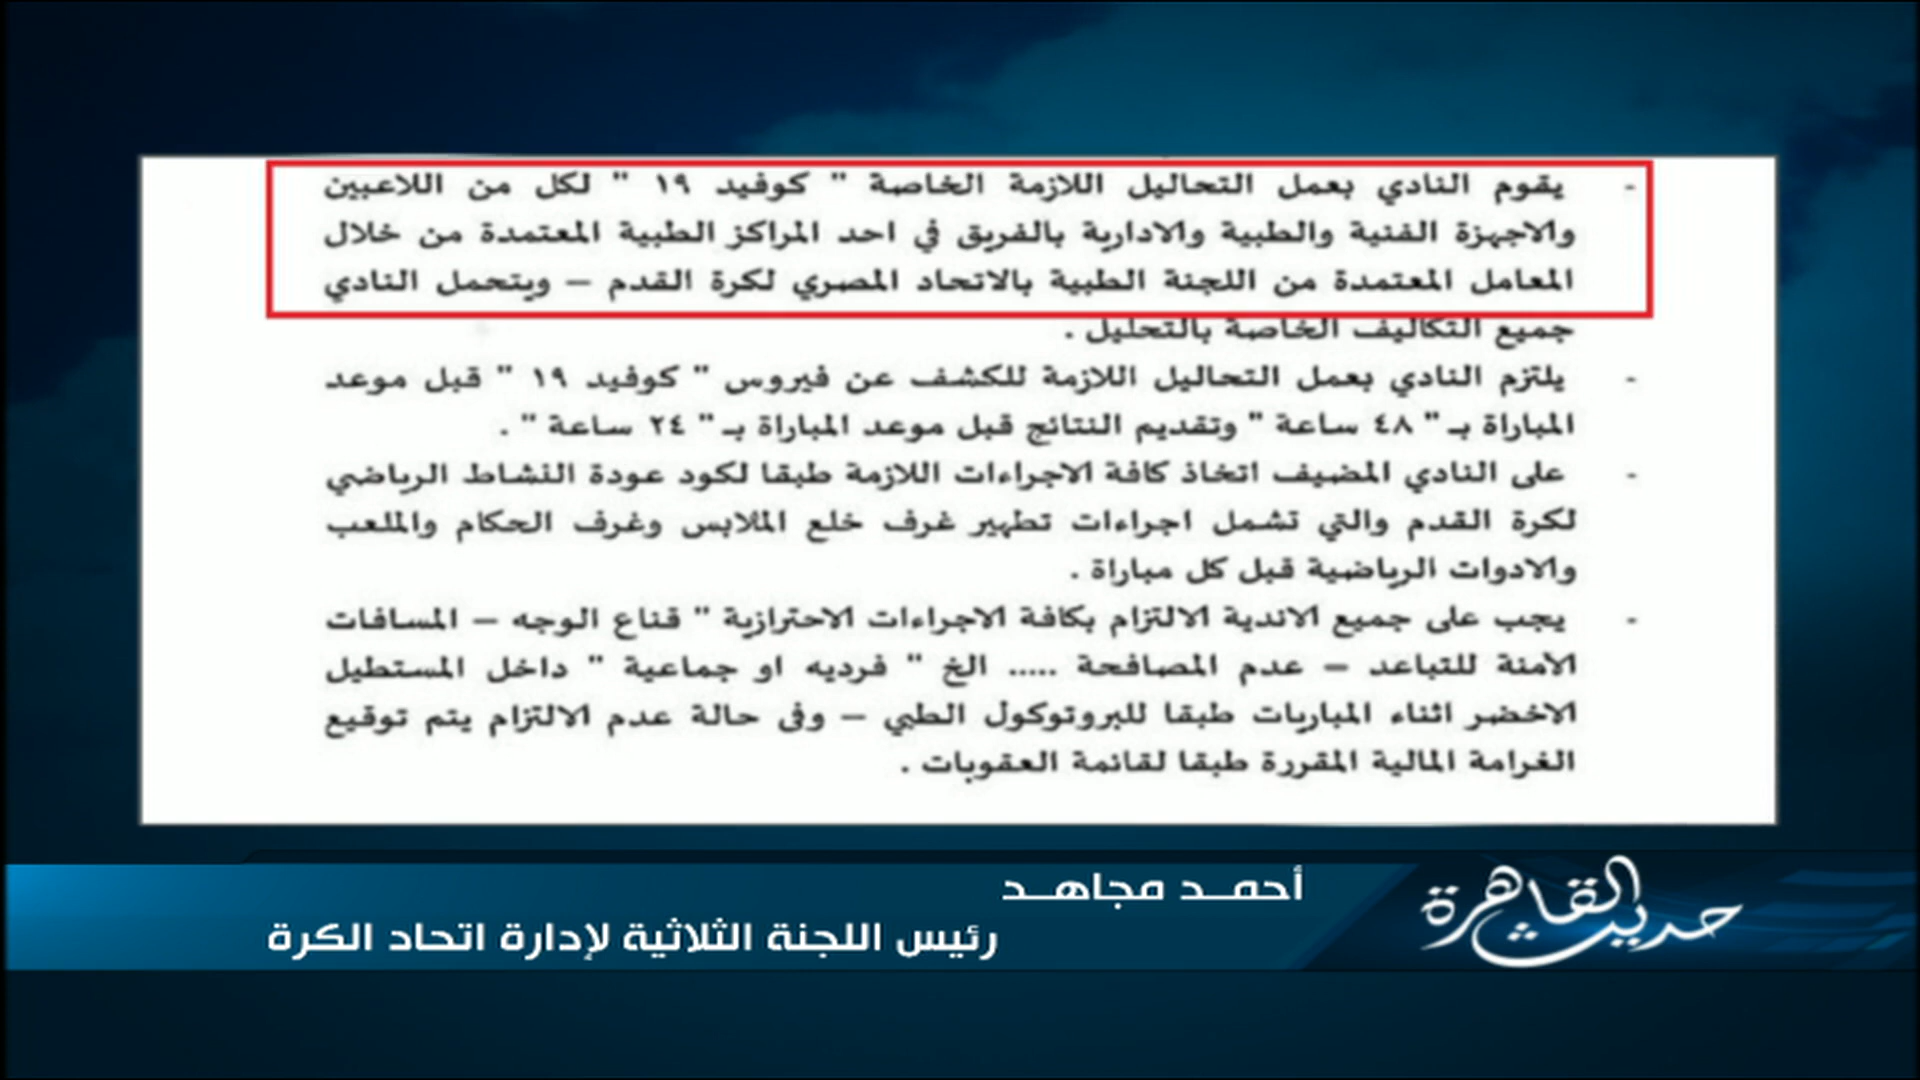 - يقوم النادي بعمل التحاليل اللازمة الخاصة " كوفيد ١٩ " لكل من اللاعبين
والاجهزة الفنية والطبية والادارية بالفريق في احد المراكز الطبية المعتمدة من خلال
المعامل المعتمدة من اللجنة الطبية بالاتحاد المصري لكرة القدم – ويتحمل النادي
جميع التكاليف الخاصة بالتحليل .
- يلتزم النادي بعمل التحاليل اللازمة للكشف عن فيروس " كوفيد ١٩ " قبل موعد
المباراة بـ " ٤٨ ساعة " وتقديم النتائج قبل موعد المباراة بـ " ٢٤ ساعة " .
- على النادي المضيف اتخاذ كافة الاجراءات اللازمة طبقا لكود عودة النشاط الرياضي
لكرة القدم والتي تشمل اجراءات تطهير غرف خلع الملابس وغرف الحكام والملعب
والادوات الرياضية قبل كل مباراة .
- يجب على جميع الاندية الالتزام بكافة الاجراءات الاحترازية " قناع الوجه – المسافات
الآمنة للتباعد – عدم المصافحة ..... الخ " فرديه او جماعية " داخل المستطيل
الاخضر اثناء المباريات طبقا للبروتوكول الطبي – وفى حالة عدم الالتزام يتم توقيع
الغرامة المالية المقررة طبقا لقائمة العقوبات .
أحمـد مجاهـد
رئيس اللجنة الثلاثية لإدارة اتحاد الكرة
حديث القاهرة